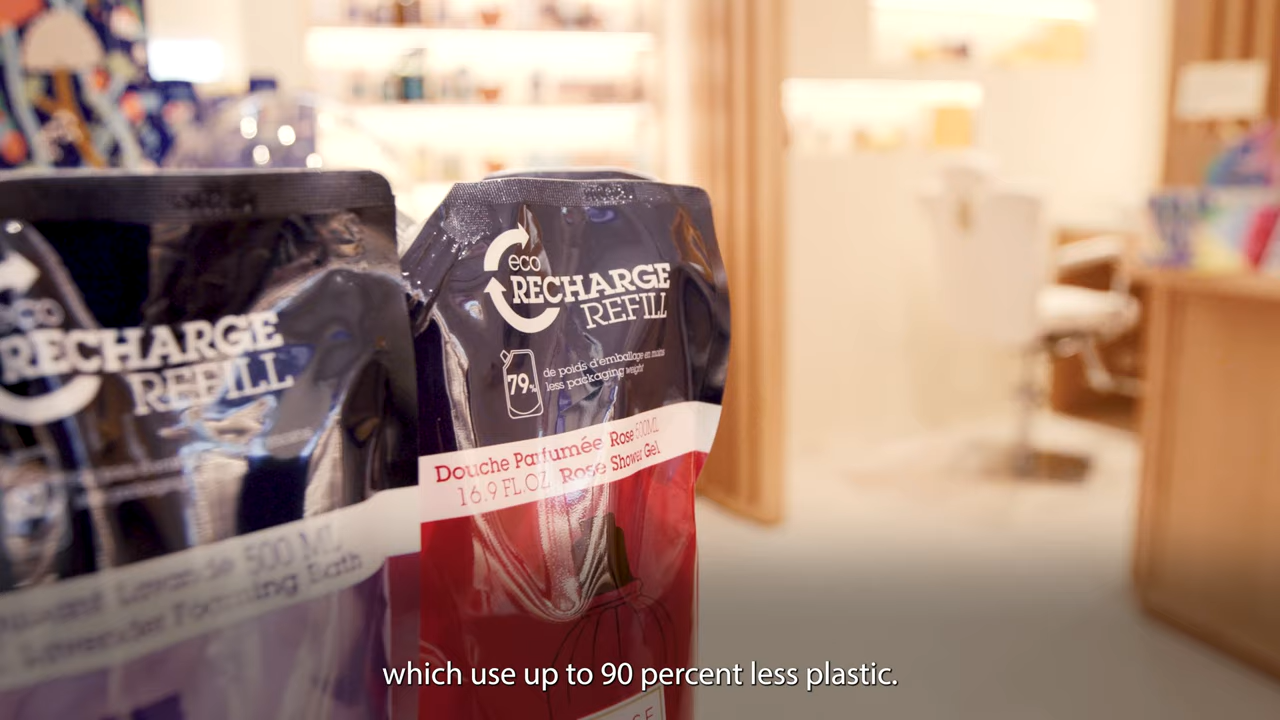 eco
RECHARGE
REFILL
79%
de poids d'emballage en moins
less packaging weight
Douche Parfumée Rose 500ML
16.9 FL.OZ Rose Shower Gel
eco
RECHARGE
REFILL
Lavande 500 ML
Lavender Foaming Bath
which use up to 90 percent less plastic.